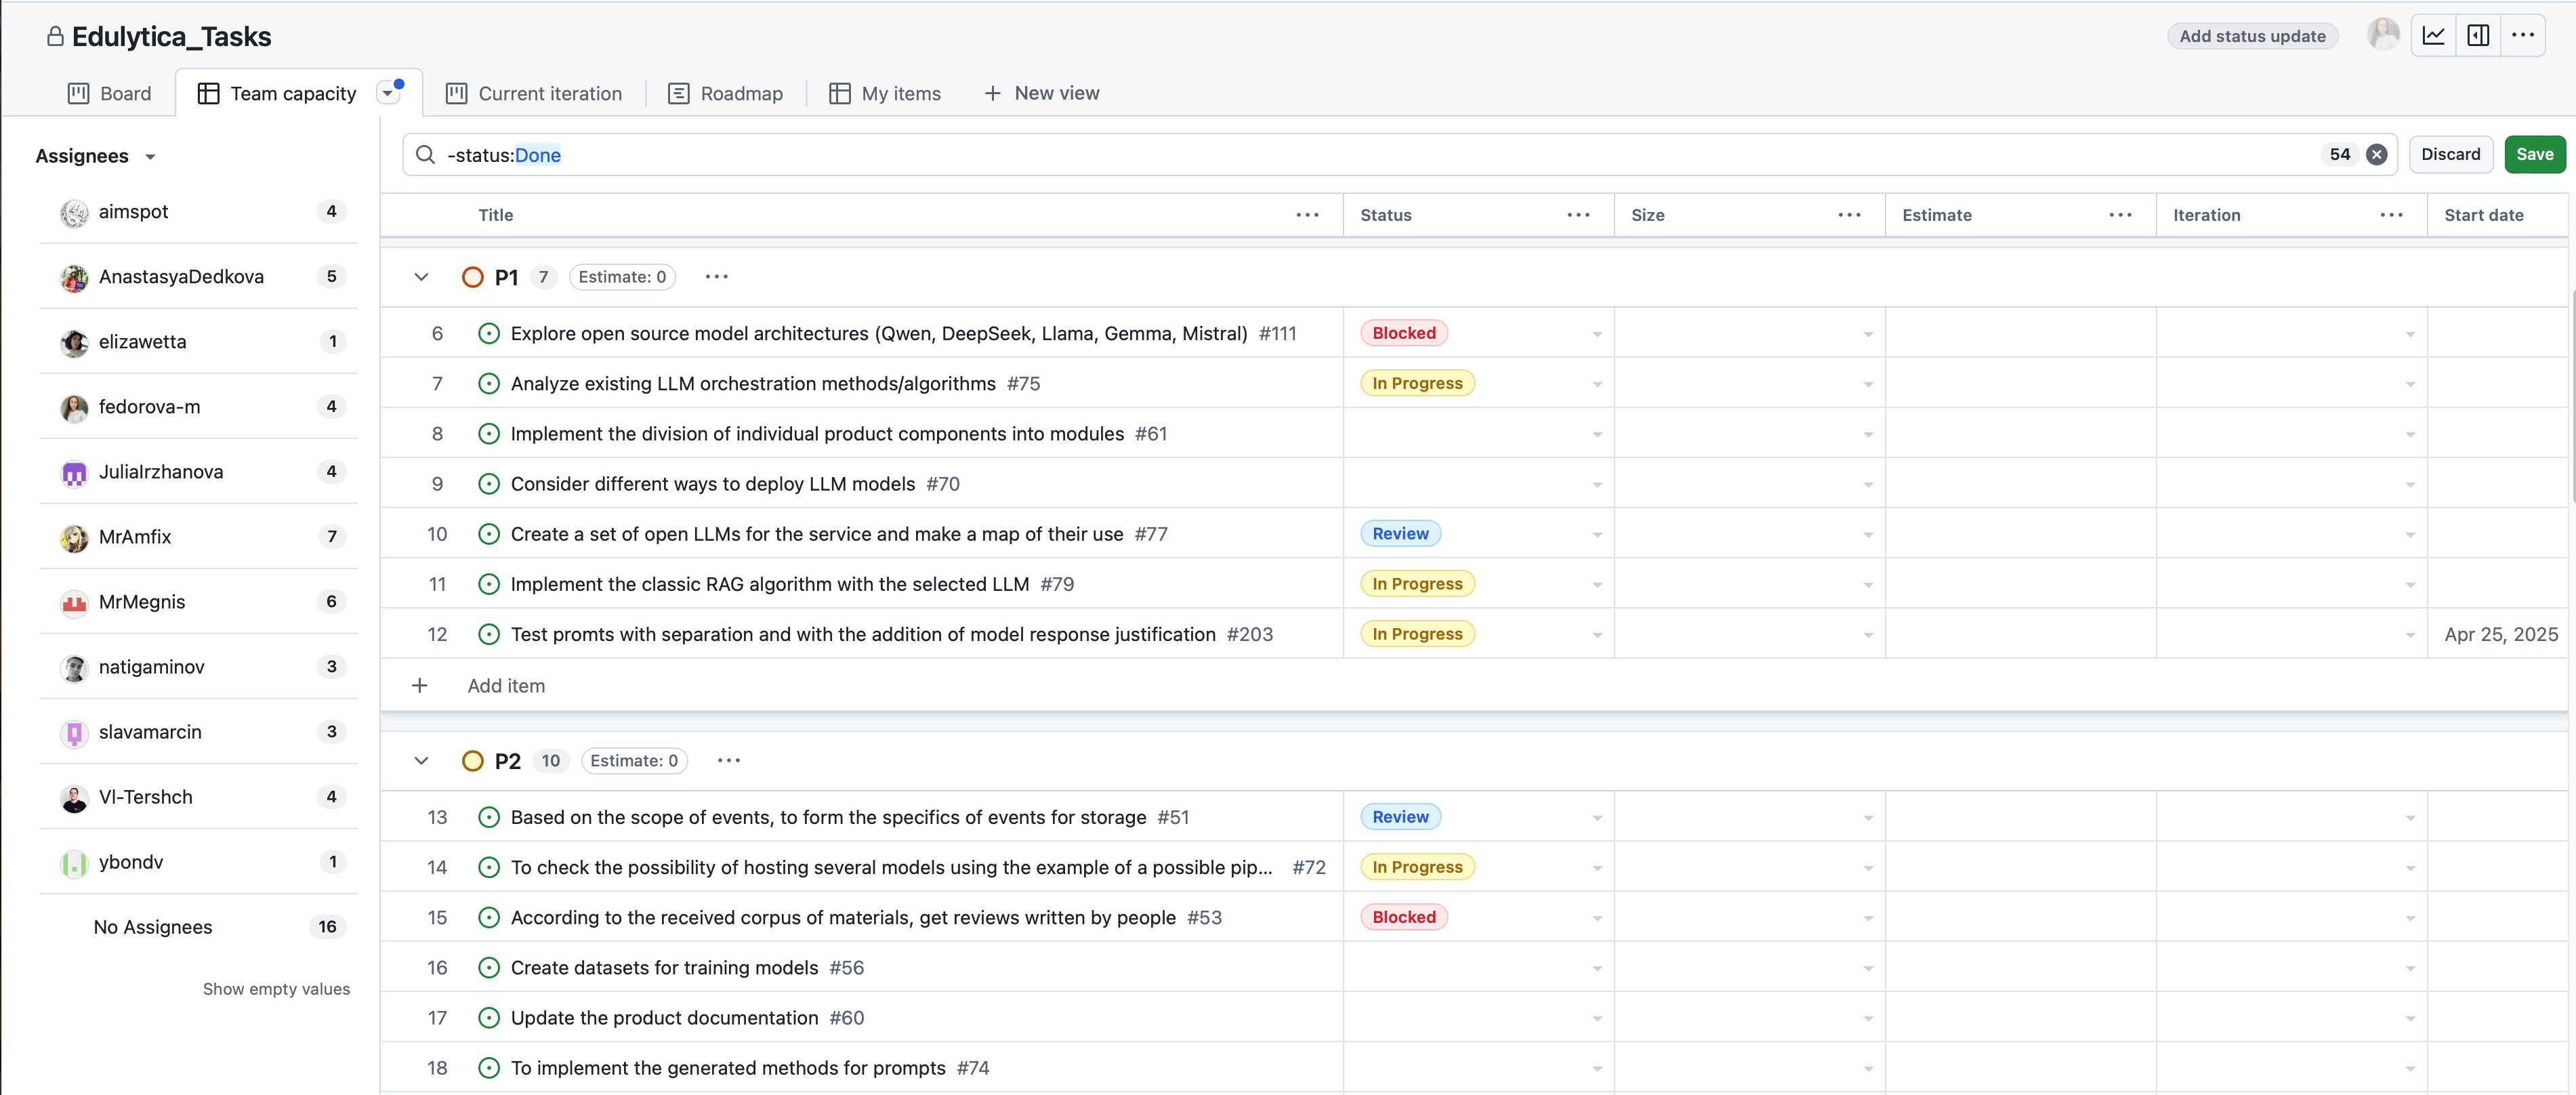 Edulytica_Tasks
Add status update
Board
Team capacity
Current iteration
Roadmap
My items
New view
Assignees
aimspot 4
AnastasyaDedkova 5
elizawetta 1
fedorova-m 4
JuliaIrzhanova 4
MrAmfix 7
MrMegnis 6
natigaminov 3
slavamarcin 3
Vl-Tershch 4
ybondv 1
No Assignees 16
Show empty values
-status:Done 54 Discard Save
Title Status Size Estimate Iteration Start date
P1 7 Estimate: 0
6 Explore open source model architectures (Qwen, DeepSeek, Llama, Gemma, Mistral) #111 Blocked
7 Analyze existing LLM orchestration methods/algorithms #75 In Progress
8 Implement the division of individual product components into modules #61
9 Consider different ways to deploy LLM models #70
10 Create a set of open LLMs for the service and make a map of their use #77 Review
11 Implement the classic RAG algorithm with the selected LLM #79 In Progress
12 Test promts with separation and with the addition of model response justification #203 In Progress Apr 25, 2025
Add item
P2 10 Estimate: 0
13 Based on the scope of events, to form the specifics of events for storage #51 Review
14 To check the possibility of hosting several models using the example of a possible pip... #72 In Progress
15 According to the received corpus of materials, get reviews written by people #53 Blocked
16 Create datasets for training models #56
17 Update the product documentation #60
18 To implement the generated methods for prompts #74